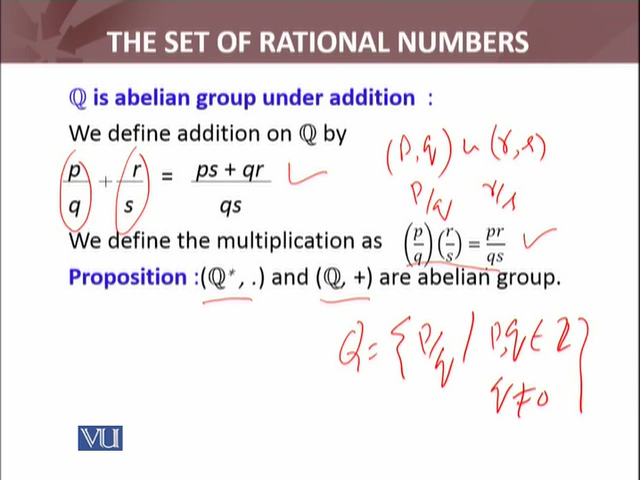 THE SET OF RATIONAL NUMBERS
ℚ is abelian group under addition :
We define addition on ℚ by
(p, q) ~ (r, s)
p/q + r/s = ps + qr / qs
p/q r/s
We define the multiplication as (p/q)(r/s) = pr/qs
Proposition :(ℚ*, .) and (ℚ, +) are abelian group.
Q = { p/q / p,q ∈ Z
q ≠ 0 }
VU